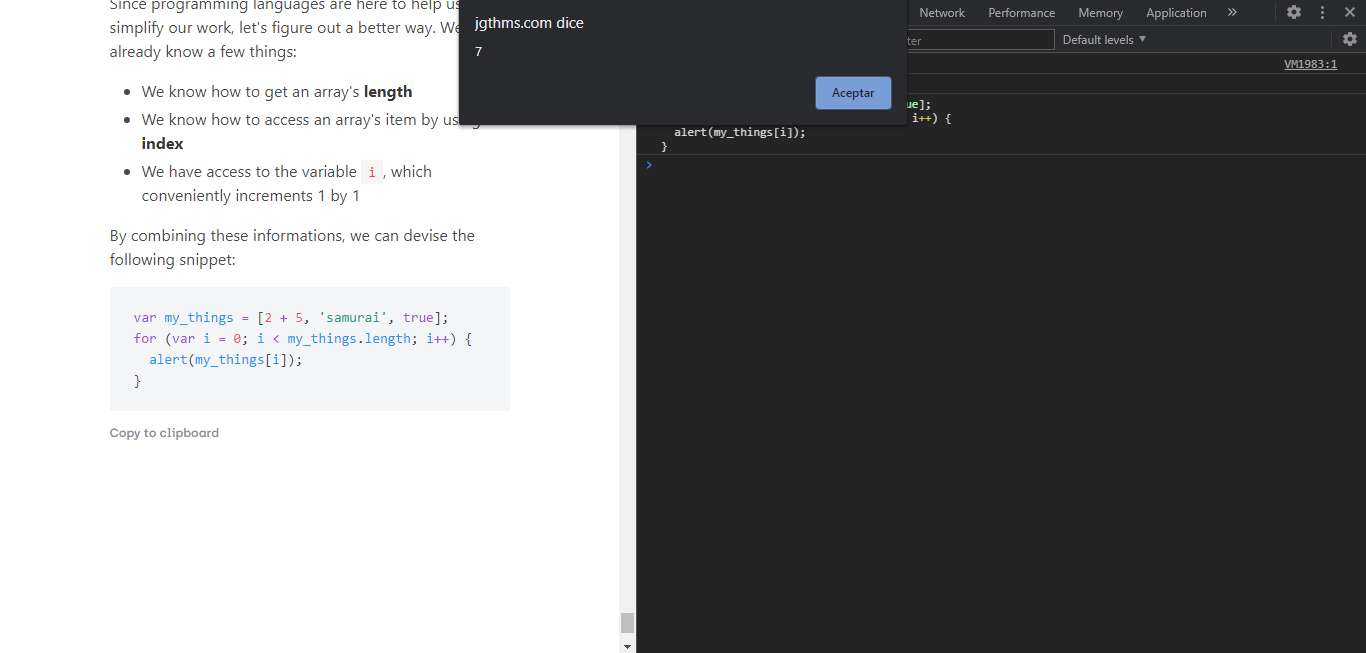 Since programming languages are here to help us
simplify our work, let's figure out a better way. We
already know a few things:
We know how to get an array's length
We know how to access an array's item by using
index
We have access to the variable i, which
conveniently increments 1 by 1
By combining these informations, we can devise the
following snippet:
var my_things = [2 + 5, 'samurai', true];
for (var i = 0; i < my_things.length; i++) {
  alert(my_things[i]);
}
Copy to clipboard
jgthms.com dice
7
Aceptar
Network Performance Memory Application »
ter Default levels ▼
VM1983:1
ue];
i++) {
  alert(my_things[i]);
}
>